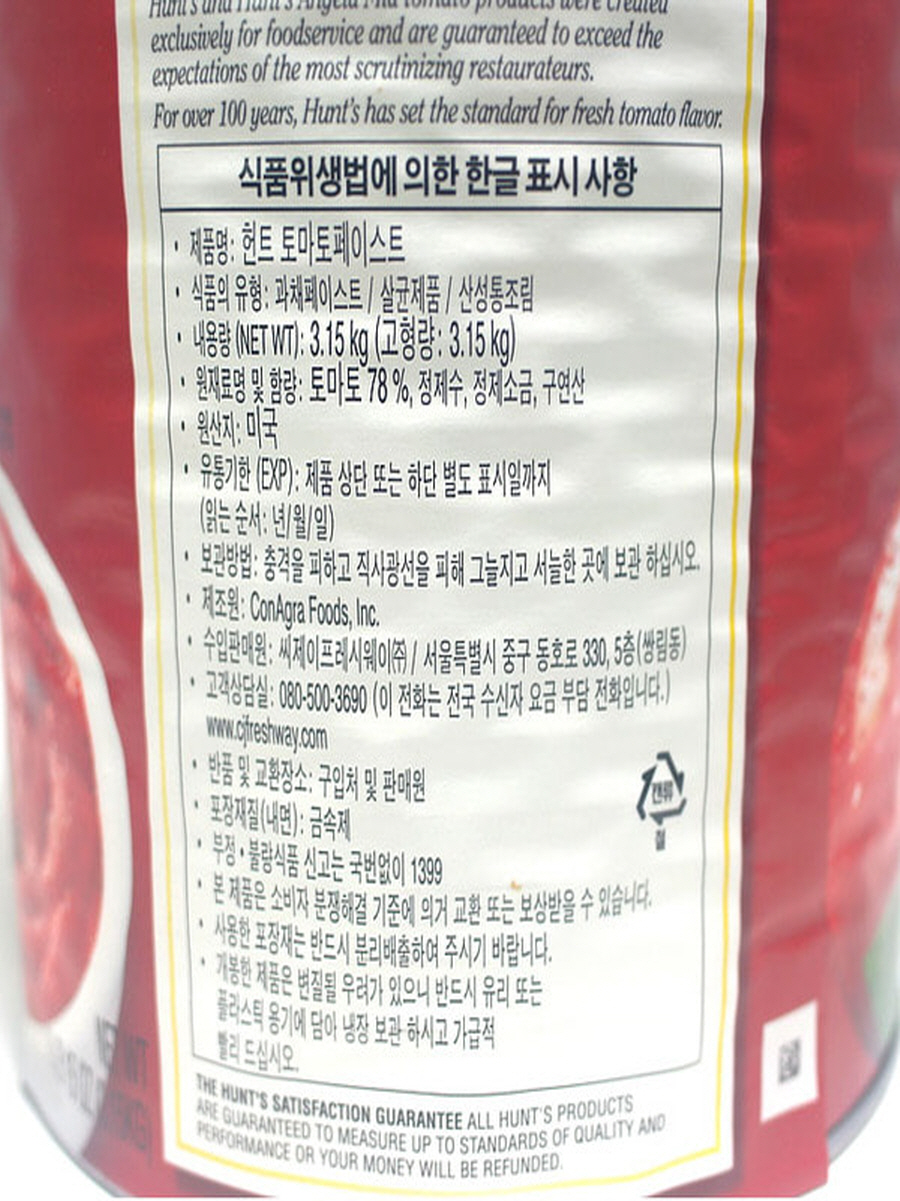 Hunt's and Hunt's Angela Mia tomato products were created
exclusively for foodservice and are guaranteed to exceed the
expectations of the most scrutinizing restaurateurs.
For over 100 years, Hunt's has set the standard for fresh tomato flavor.
식품위생법에 의한 한글 표시 사항
• 제품명: 헌트 토마토페이스트
• 식품의 유형: 과채페이스트 / 살균제품 / 산성통조림
• 내용량 (NET WT): 3.15 kg (고형량: 3.15 kg)
• 원재료명 및 함량: 토마토 78 %, 정제수, 정제소금, 구연산
• 원산지: 미국
• 유통기한 (EXP): 제품 상단 또는 하단 별도 표시일까지
(읽는 순서: 년/월/일)
• 보관방법: 충격을 피하고 직사광선을 피해 그늘지고 서늘한 곳에 보관 하십시오.
• 제조원: ConAgra Foods, Inc.
• 수입판매원: 씨제이프레시웨이㈜ / 서울특별시 중구 동호로 330, 5층(쌍림동)
• 고객상담실: 080-500-3690 (이 전화는 전국 수신자 요금 부담 전화입니다.)
www.cjfreshway.com
• 반품 및 교환장소: 구입처 및 판매원
• 포장재질(내면): 금속제
• 부정•불량식품 신고는 국번없이 1399
• 본 제품은 소비자 분쟁해결 기준에 의거 교환 또는 보상받을 수 있습니다.
• 사용한 포장재는 반드시 분리배출하여 주시기 바랍니다.
• 개봉한 제품은 변질될 우려가 있으니 반드시 유리 또는
플라스틱 용기에 담아 냉장 보관 하시고 가급적
빨리 드십시오.
캔류
철
THE HUNT'S SATISFACTION GUARANTEE ALL HUNT'S PRODUCTS
ARE GUARANTEED TO MEASURE UP TO STANDARDS OF QUALITY AND
PERFORMANCE OR YOUR MONEY WILL BE REFUNDED.